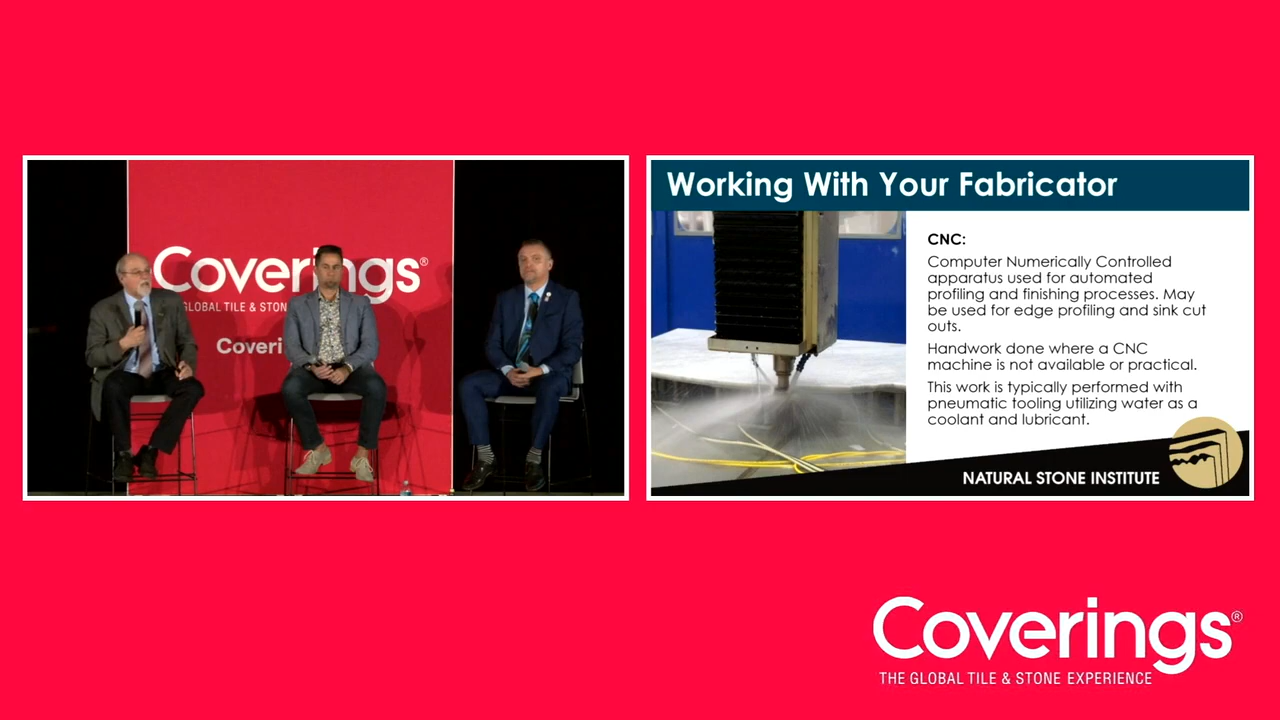 Coverings®
GLOBAL TILE & STON
Coveri
Working With Your Fabricator
CNC:
Computer Numerically Controlled
apparatus used for automated
profiling and finishing processes. May
be used for edge profiling and sink cut
outs.
Handwork done where a CNC
machine is not available or practical.
This work is typically performed with
pneumatic tooling utilizing water as a
coolant and lubricant.
NATURAL STONE INSTITUTE
Coverings®
THE GLOBAL TILE & STONE EXPERIENCE